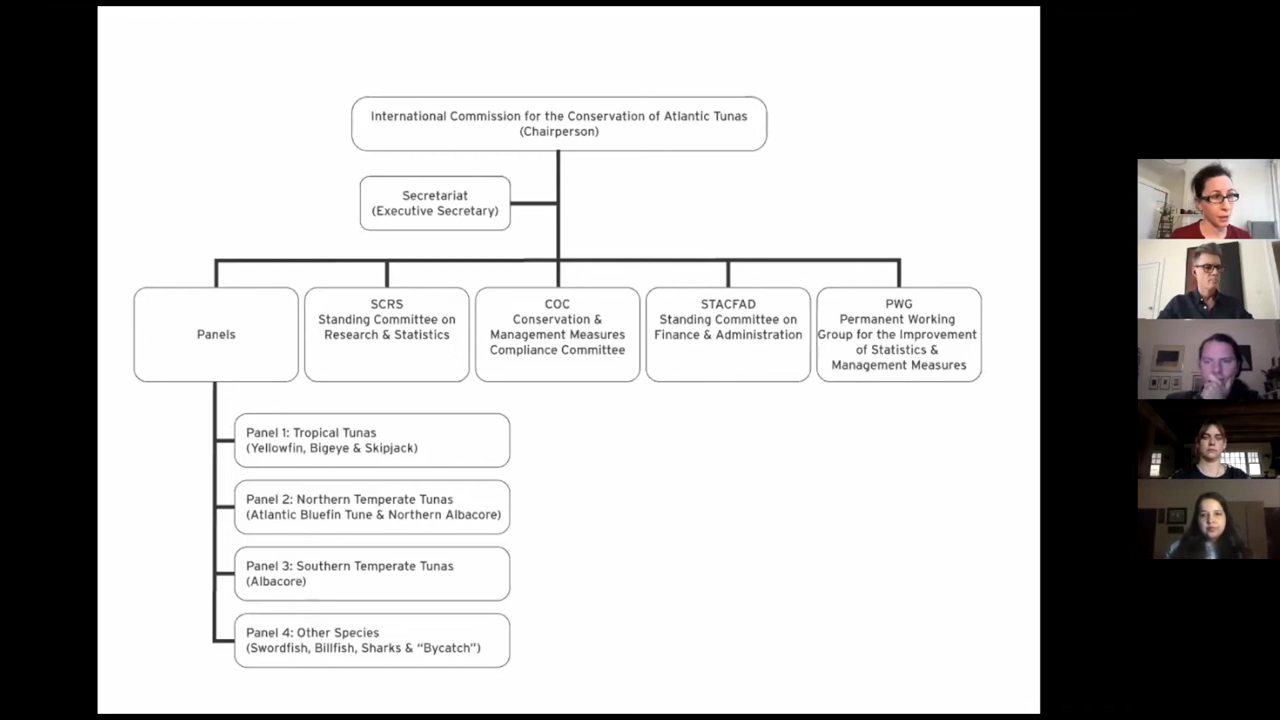 International Commission for the Conservation of Atlantic Tunas
(Chairperson)
Secretariat
(Executive Secretary)
Panels
SCRS
Standing Committee on
Research & Statistics
COC
Conservation &
Management Measures
Compliance Committee
STACFAD
Standing Committee on
Finance & Administration
PWG
Permanent Working
Group for the Improvement
of Statistics &
Management Measures
Panel 1: Tropical Tunas
(Yellowfin, Bigeye & Skipjack)
Panel 2: Northern Temperate Tunas
(Atlantic Bluefin Tune & Northern Albacore)
Panel 3: Southern Temperate Tunas
(Albacore)
Panel 4: Other Species
(Swordfish, Billfish, Sharks & “Bycatch”)